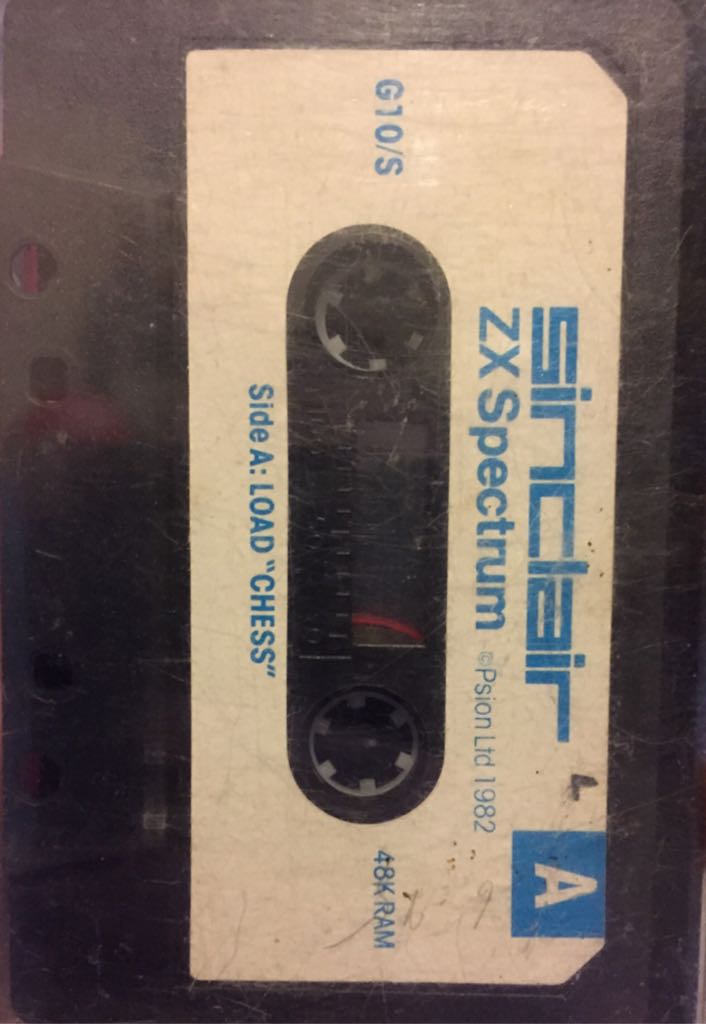 sinclair
ZX Spectrum ©Psion Ltd 1982
A
G10/S
48K RAM
Side A: LOAD "CHESS"